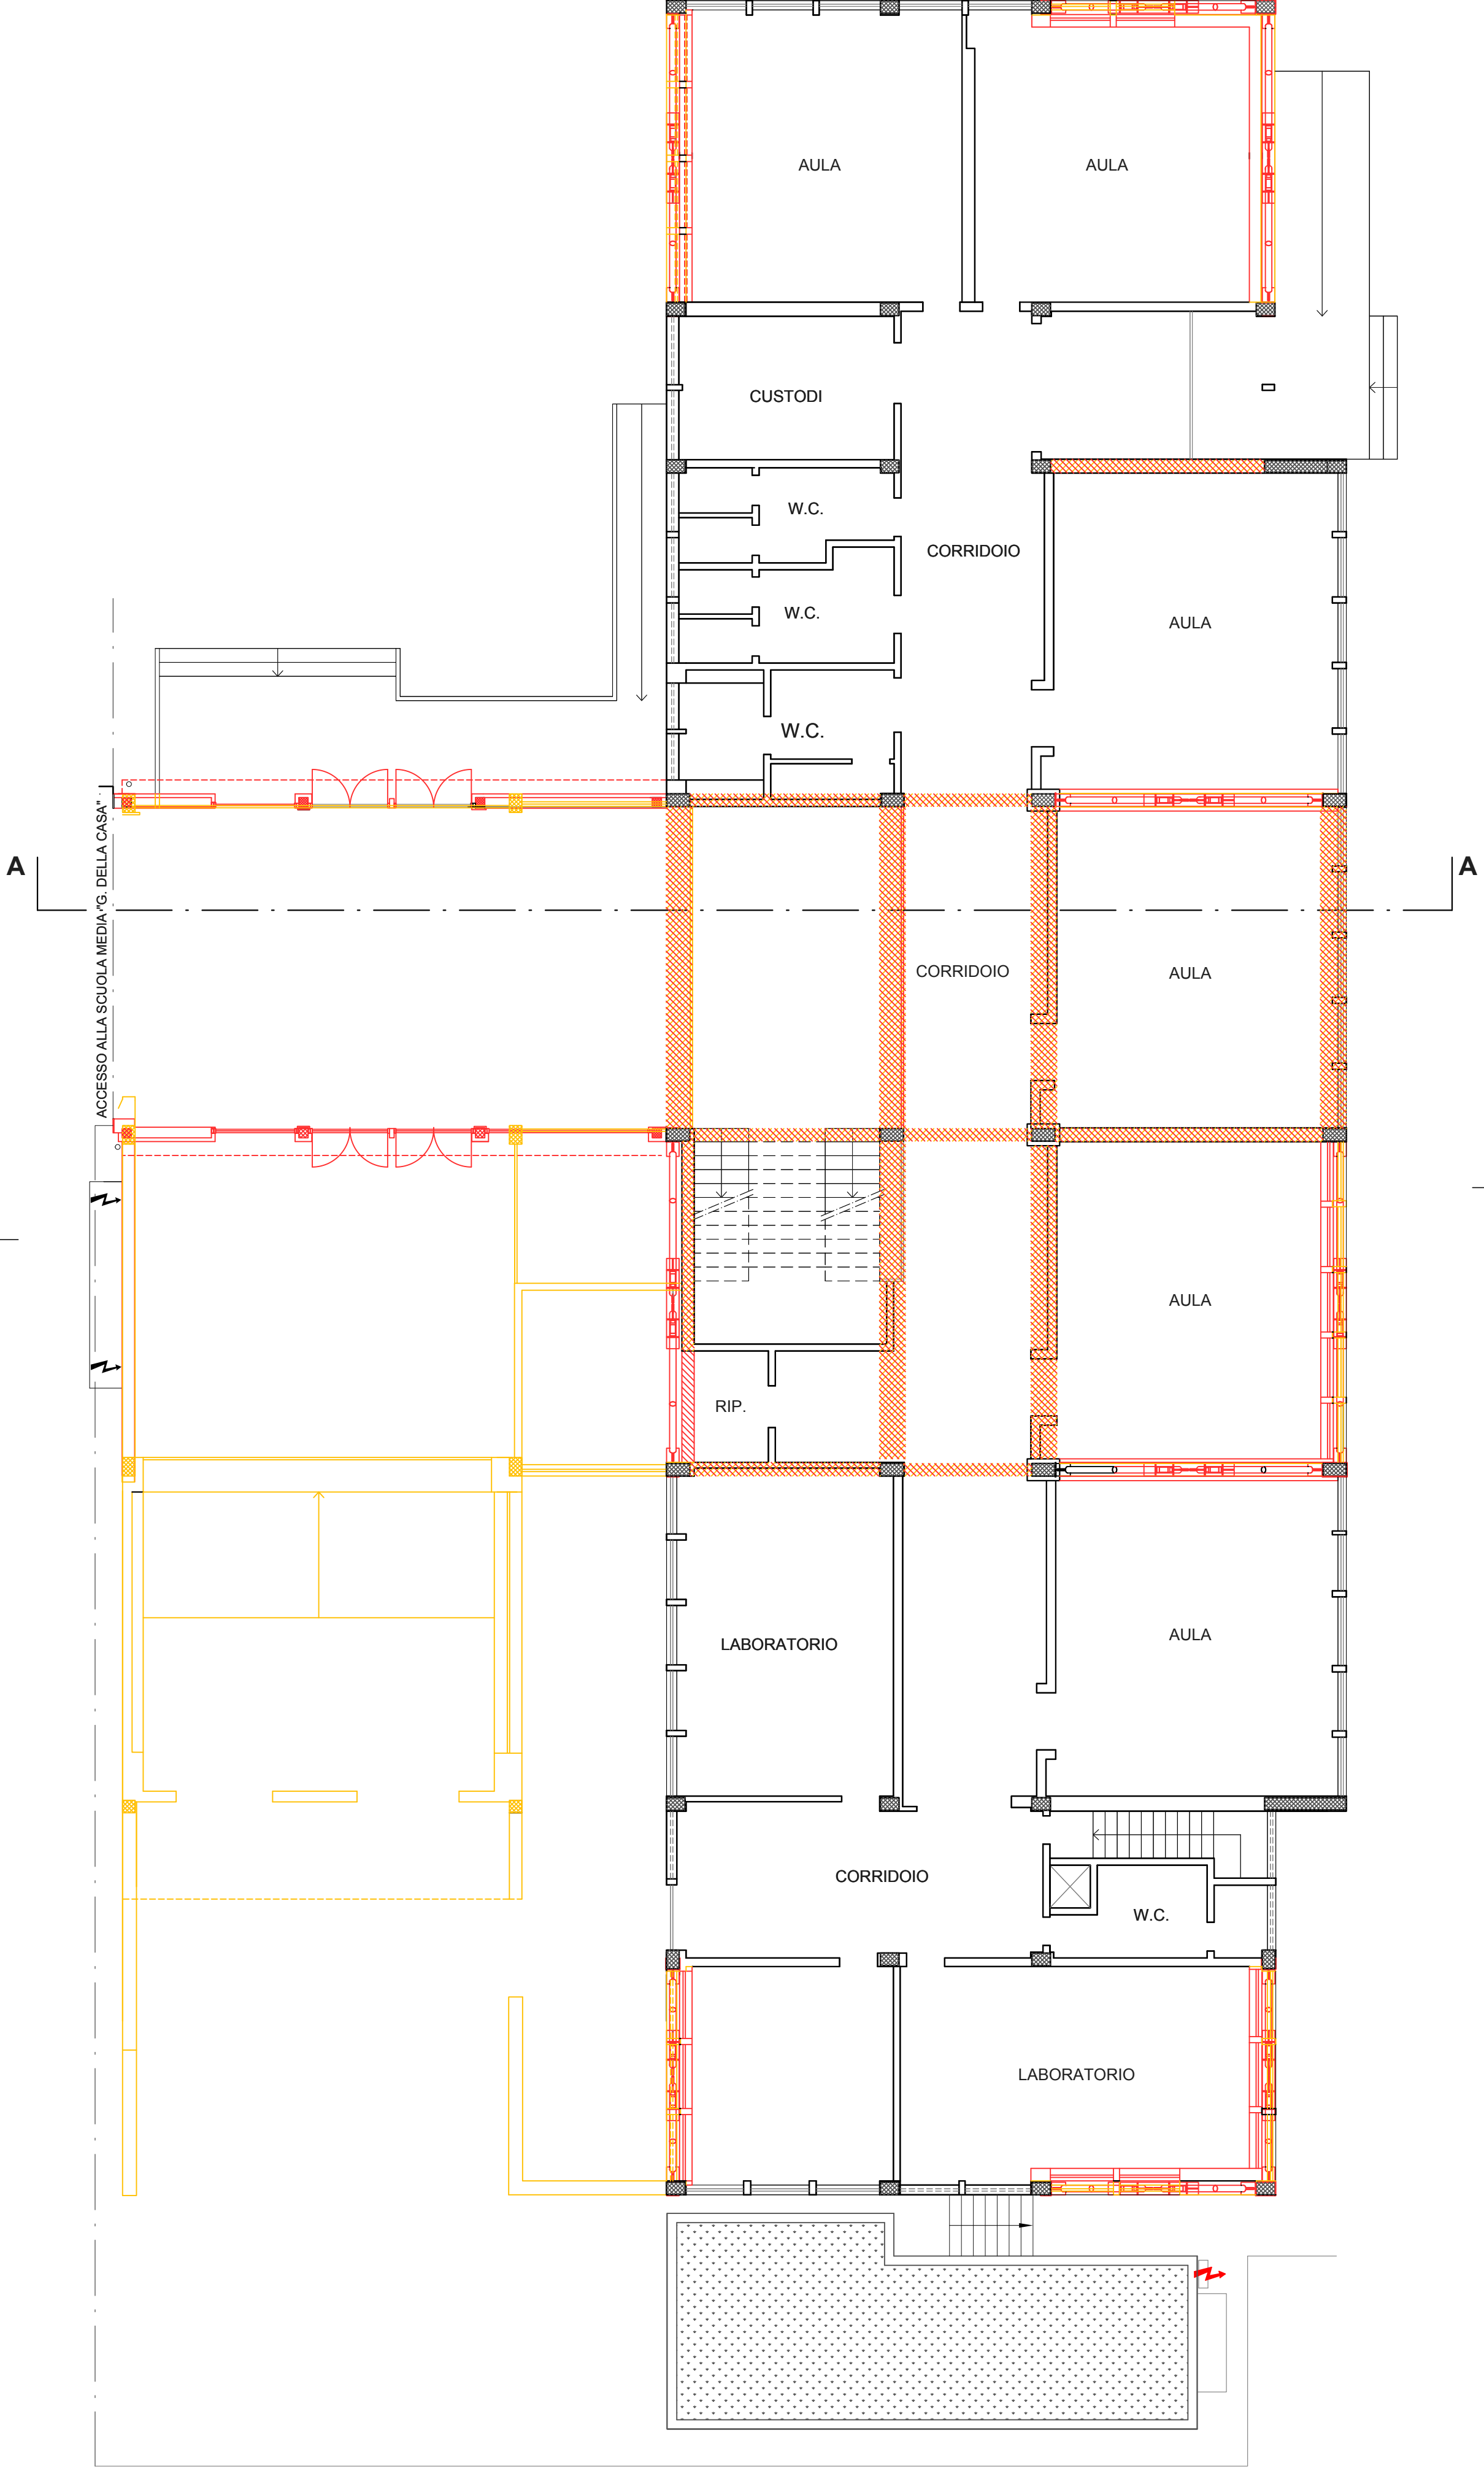 AULA
AULA
CUSTODI
W.C.
CORRIDOIO
W.C.
AULA
W.C.
ACCESSO ALLA SCUOLA MEDIA "G. DELLA CASA"
A
A
CORRIDOIO
AULA
AULA
RIP.
LABORATORIO
AULA
CORRIDOIO
W.C.
LABORATORIO